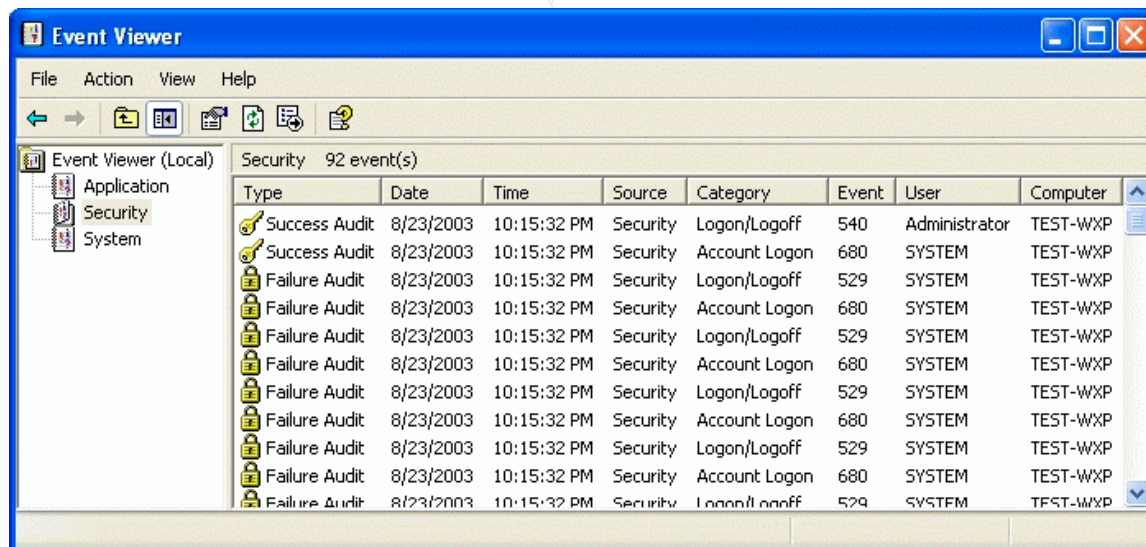 Event Viewer
File Action View Help
Event Viewer (Local)
Application
Security
System
Security 92 event(s)
Type Date Time Source Category Event User Computer
Success Audit 8/23/2003 10:15:32 PM Security Logon/Logoff 540 Administrator TEST-WXP
Success Audit 8/23/2003 10:15:32 PM Security Account Logon 680 SYSTEM TEST-WXP
Failure Audit 8/23/2003 10:15:32 PM Security Logon/Logoff 529 SYSTEM TEST-WXP
Failure Audit 8/23/2003 10:15:32 PM Security Account Logon 680 SYSTEM TEST-WXP
Failure Audit 8/23/2003 10:15:32 PM Security Logon/Logoff 529 SYSTEM TEST-WXP
Failure Audit 8/23/2003 10:15:32 PM Security Account Logon 680 SYSTEM TEST-WXP
Failure Audit 8/23/2003 10:15:32 PM Security Logon/Logoff 529 SYSTEM TEST-WXP
Failure Audit 8/23/2003 10:15:32 PM Security Account Logon 680 SYSTEM TEST-WXP
Failure Audit 8/23/2003 10:15:32 PM Security Logon/Logoff 529 SYSTEM TEST-WXP
Failure Audit 8/23/2003 10:15:32 PM Security Account Logon 680 SYSTEM TEST-WXP
Failure Audit 8/23/2003 10:15:32 PM Security Logon/Logoff 529 SYSTEM TEST-WXP